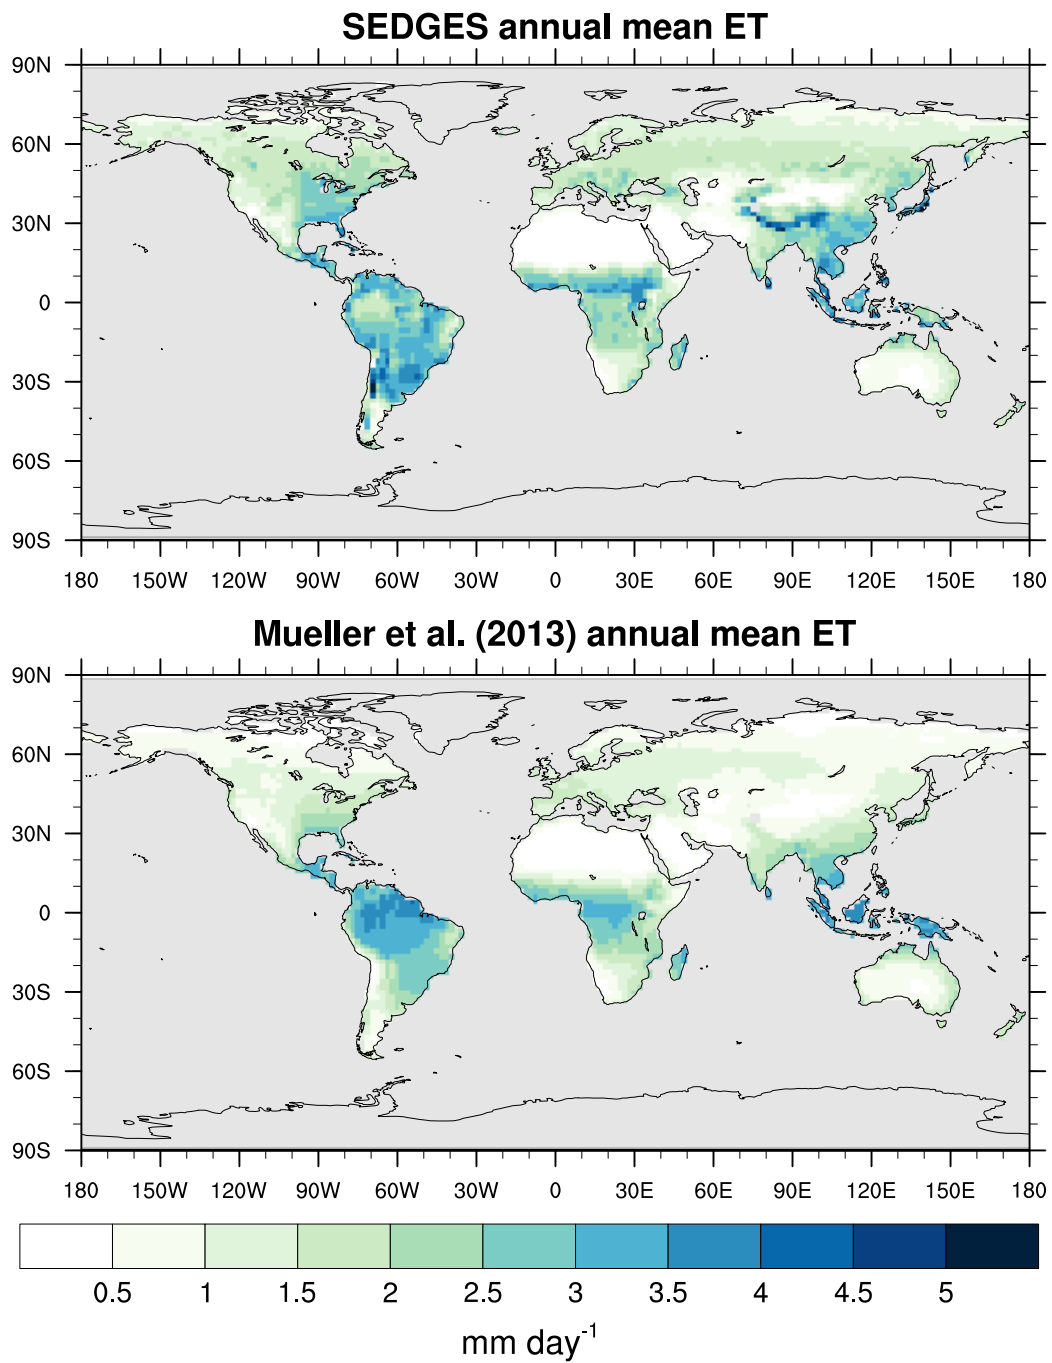 SEDGES annual mean ET
90N
60N
30N
0
30S
60S
90S
180 150W 120W 90W 60W 30W 0 30E 60E 90E 120E 150E 180
Mueller et al. (2013) annual mean ET
90N
60N
30N
0
30S
60S
90S
180 150W 120W 90W 60W 30W 0 30E 60E 90E 120E 150E 180
0.5 1 1.5 2 2.5 3 3.5 4 4.5 5
mm day⁻¹